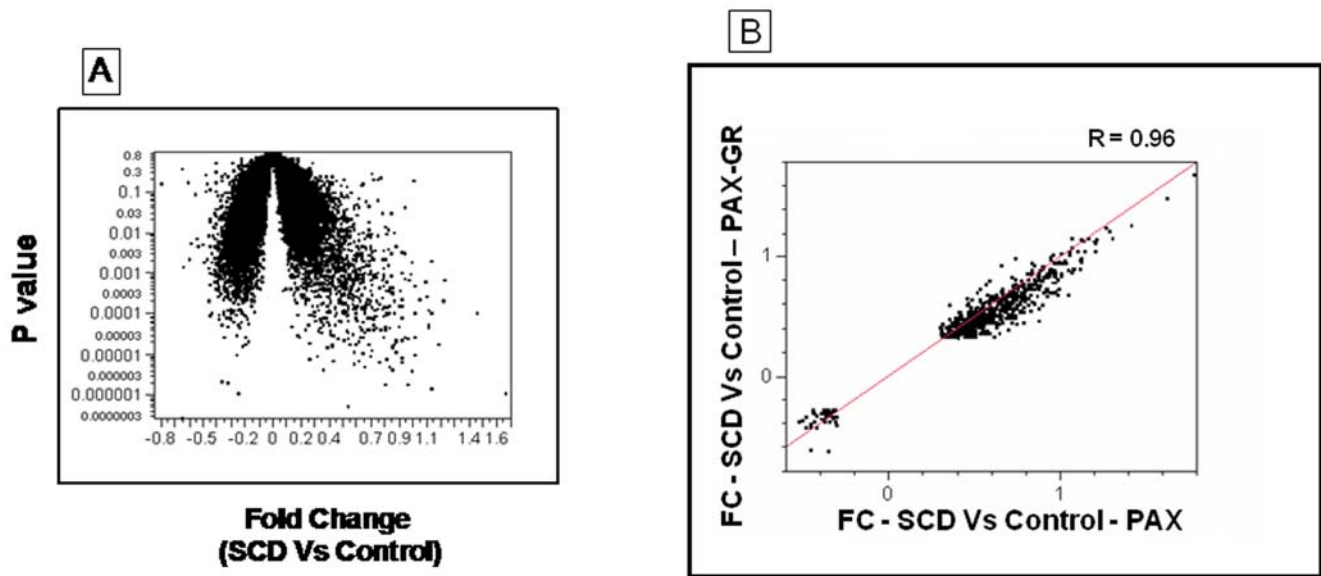 A
P value
0.8
0.3
0.1
0.03
0.01
0.003
0.001
0.0003
0.0001
0.00003
0.00001
0.000003
0.000001
0.0000003
-0.8 -0.5 -0.2 0 0.2 0.4 0.7 0.9 1.1 1.4 1.6
Fold Change
(SCD Vs Control)
B
R = 0.96
FC - SCD Vs Control – PAX-GR
1
0
0 1
FC - SCD Vs Control - PAX